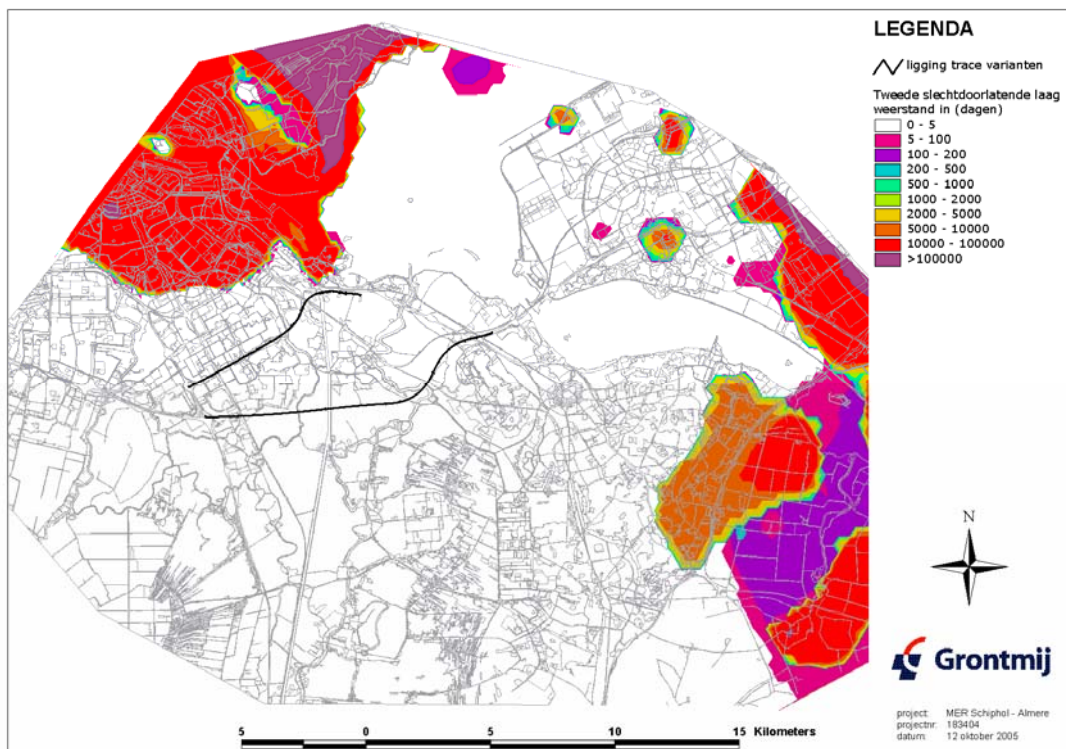 LEGENDA
ligging trace varianten
Tweede slechtdoorlatende laag
weerstand in (dagen)
0 - 5
5 - 100
100 - 200
200 - 500
500 - 1000
1000 - 2000
2000 - 5000
5000 - 10000
10000 - 100000
>100000
N
Grontmij
project: MER Schiphol - Almere
projectnr: 183404
datum: 12 oktober 2005
5 0 5 10 15 Kilometers